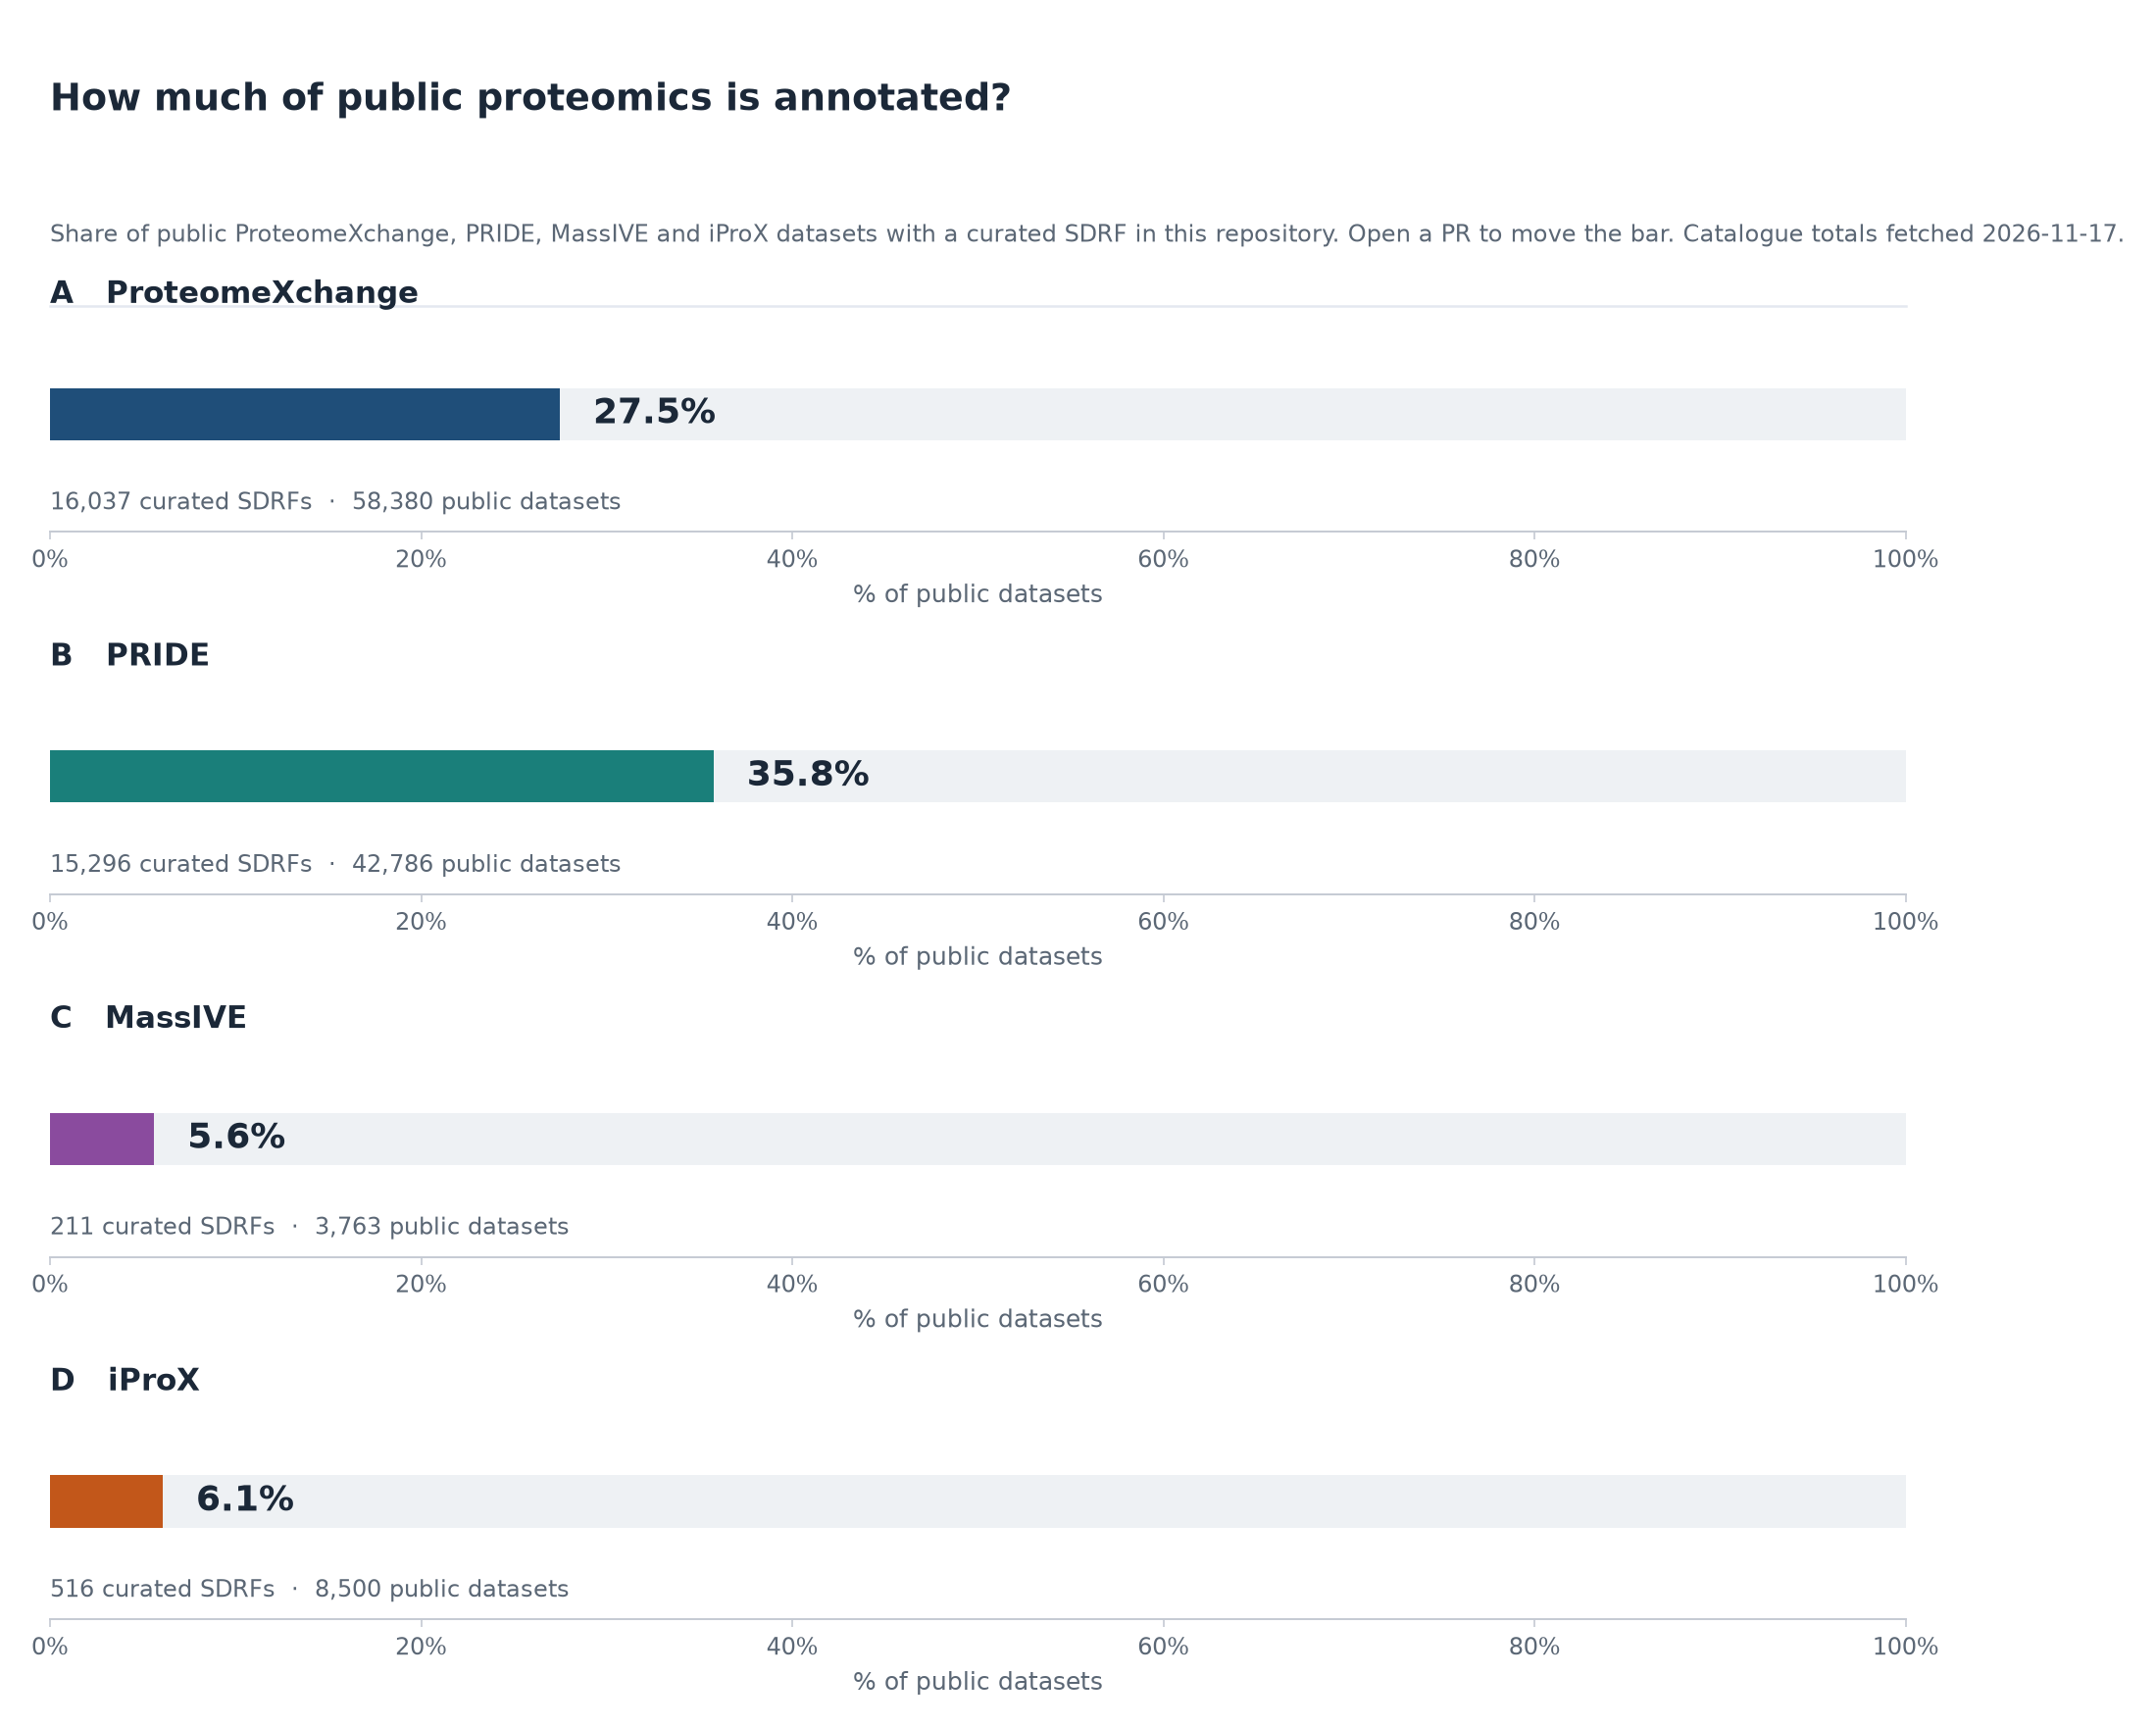 How much of public proteomics is annotated?
Share of public ProteomeXchange, PRIDE, MassIVE and iProX datasets with a curated SDRF in this repository. Open a PR to move the bar. Catalogue totals fetched 2026-11-17.
A ProteomeXchange
27.5%
16,037 curated SDRFs · 58,380 public datasets
0% 20% 40% 60% 80% 100%
% of public datasets
B PRIDE
35.8%
15,296 curated SDRFs · 42,786 public datasets
0% 20% 40% 60% 80% 100%
% of public datasets
C MassIVE
5.6%
211 curated SDRFs · 3,763 public datasets
0% 20% 40% 60% 80% 100%
% of public datasets
D iProX
6.1%
516 curated SDRFs · 8,500 public datasets
0% 20% 40% 60% 80% 100%
% of public datasets